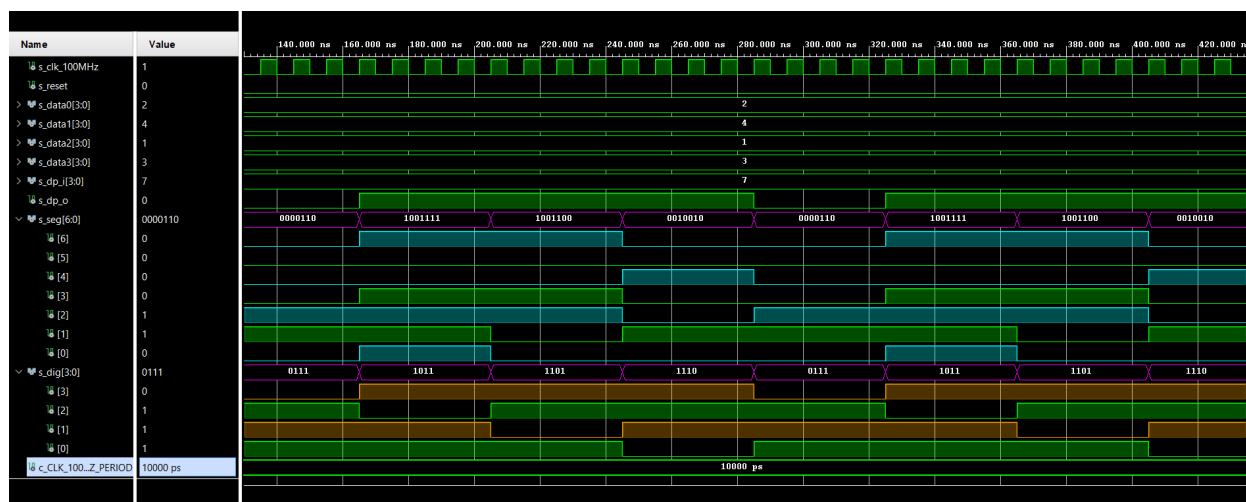 Name Value 140.000 ns 160.000 ns 180.000 ns 200.000 ns 220.000 ns 240.000 ns 260.000 ns 280.000 ns 300.000 ns 320.000 ns 340.000 ns 360.000 ns 380.000 ns 400.000 ns 420.000 n
s_clk_100MHz 1
s_reset 0
s_data0[3:0] 2 2
s_data1[3:0] 4 4
s_data2[3:0] 1 1
s_data3[3:0] 3 3
s_dp_i[3:0] 7 7
s_dp_o 0
s_seg[6:0] 0000110 0000110 1001111 1001100 0010010 0000110 1001111 1001100 0010010
[6] 0
[5] 0
[4] 0
[3] 0
[2] 1
[1] 1
[0] 0
s_dig[3:0] 0111 0111 1011 1101 1110 0111 1011 1101 1110
[3] 0
[2] 1
[1] 1
[0] 1
c_CLK_100...Z_PERIOD 10000 ps 10000 ps